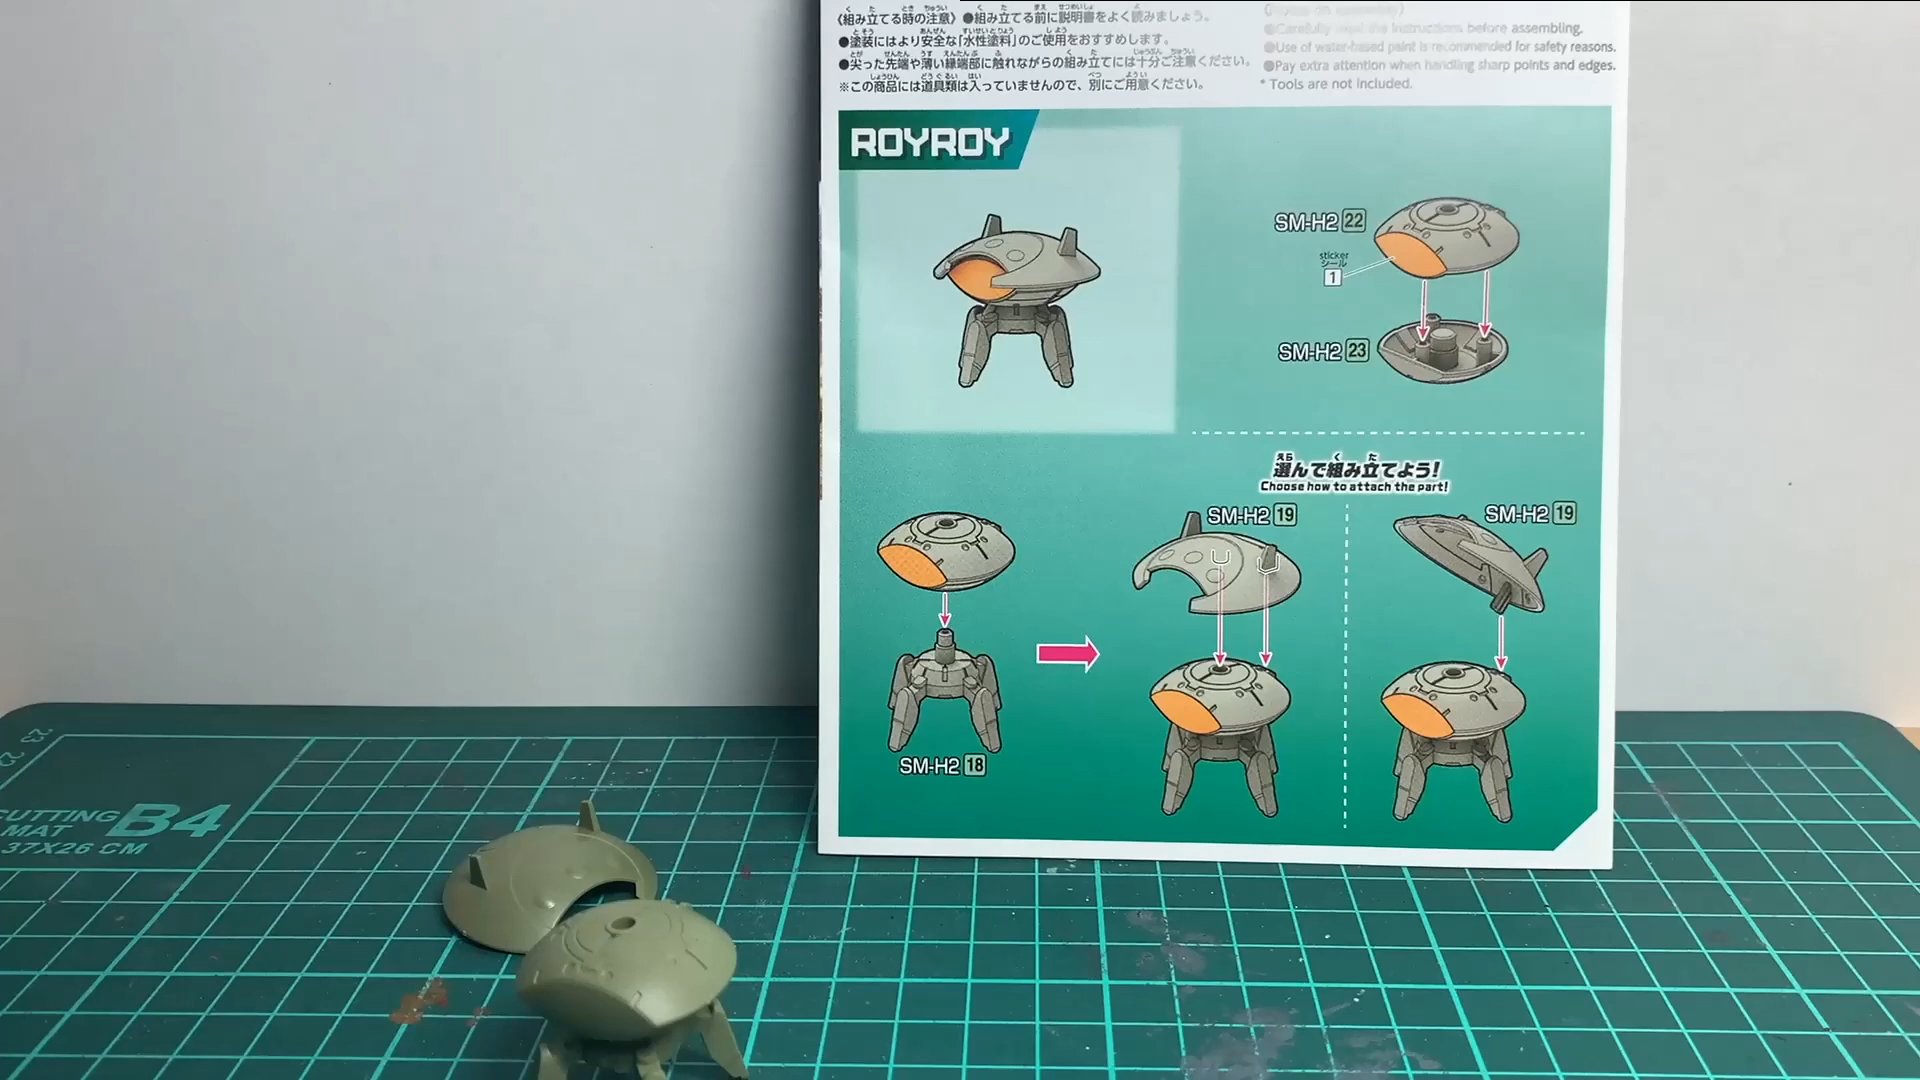 〈組み立てる時の注意〉 ●組み立てる前に説明書をよく読みましょう。
●塗装にはより安全な「水性塗料」のご使用をおすすめします。
●尖った先端や薄い縁端部に触れながらの組み立てには十分ご注意ください。
※この商品には道具類は入っていませんので、別にご用意ください。
●Carefully read the instructions before assembling.
●Use of water-based paint is recommended for safety reasons.
●Pay extra attention when handling sharp points and edges.
* Tools are not included.
ROYROY
SM-H2 22
sticker
シール
1
SM-H2 23
選んで組み立てよう!
Choose how to attach the part!
SM-H2 19
SM-H2 19
SM-H2 18
23
22
CUTTING
MAT
B4
37X26 CM